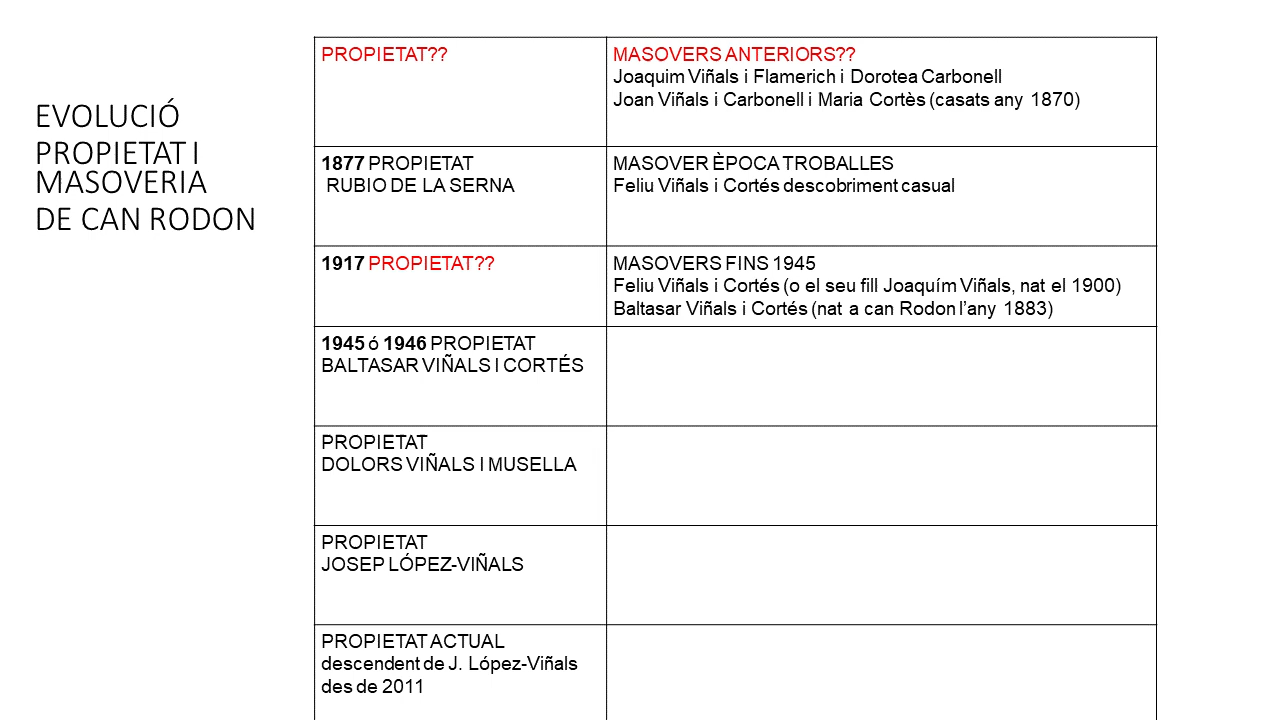 EVOLUCIÓ
PROPIETAT I
MASOVERIA
DE CAN RODON
PROPIETAT??
MASOVERS ANTERIORS??
Joaquim Viñals i Flamerich i Dorotea Carbonell
Joan Viñals i Carbonell i Maria Cortès (casats any 1870)
1877 PROPIETAT
RUBIO DE LA SERNA
MASOVER ÈPOCA TROBALLES
Feliu Viñals i Cortés descobriment casual
1917 PROPIETAT??
MASOVERS FINS 1945
Feliu Viñals i Cortés (o el seu fill Joaquím Viñals, nat el 1900)
Baltasar Viñals i Cortés (nat a can Rodon l’any 1883)
1945 ó 1946 PROPIETAT
BALTASAR VIÑALS I CORTÉS
PROPIETAT
DOLORS VIÑALS I MUSELLA
PROPIETAT
JOSEP LÓPEZ-VIÑALS
PROPIETAT ACTUAL
descendent de J. López-Viñals
des de 2011